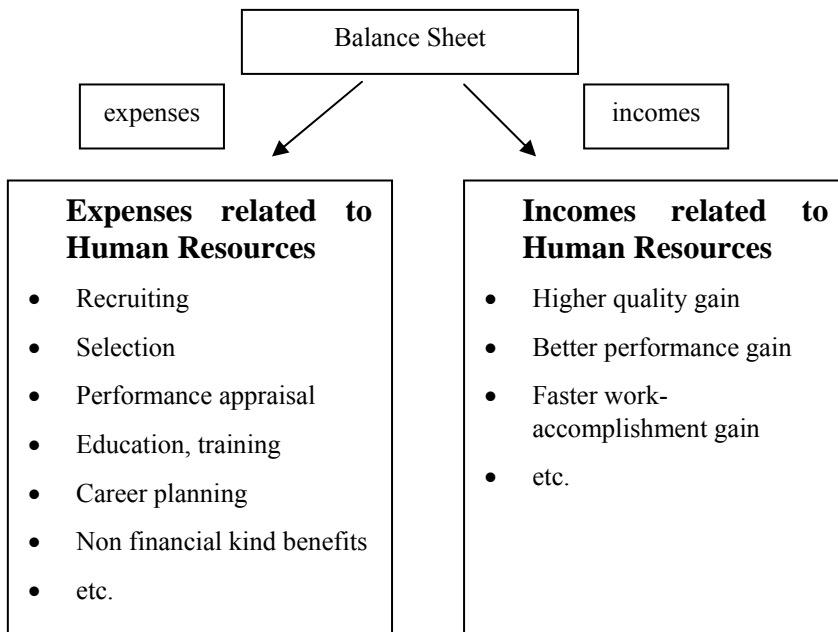 Balance Sheet
expenses
incomes
Expenses related to
Human Resources
• Recruiting
• Selection
• Performance appraisal
• Education, training
• Career planning
• Non financial kind benefits
• etc.
Incomes related to
Human Resources
• Higher quality gain
• Better performance gain
• Faster work-
accomplishment gain
• etc.